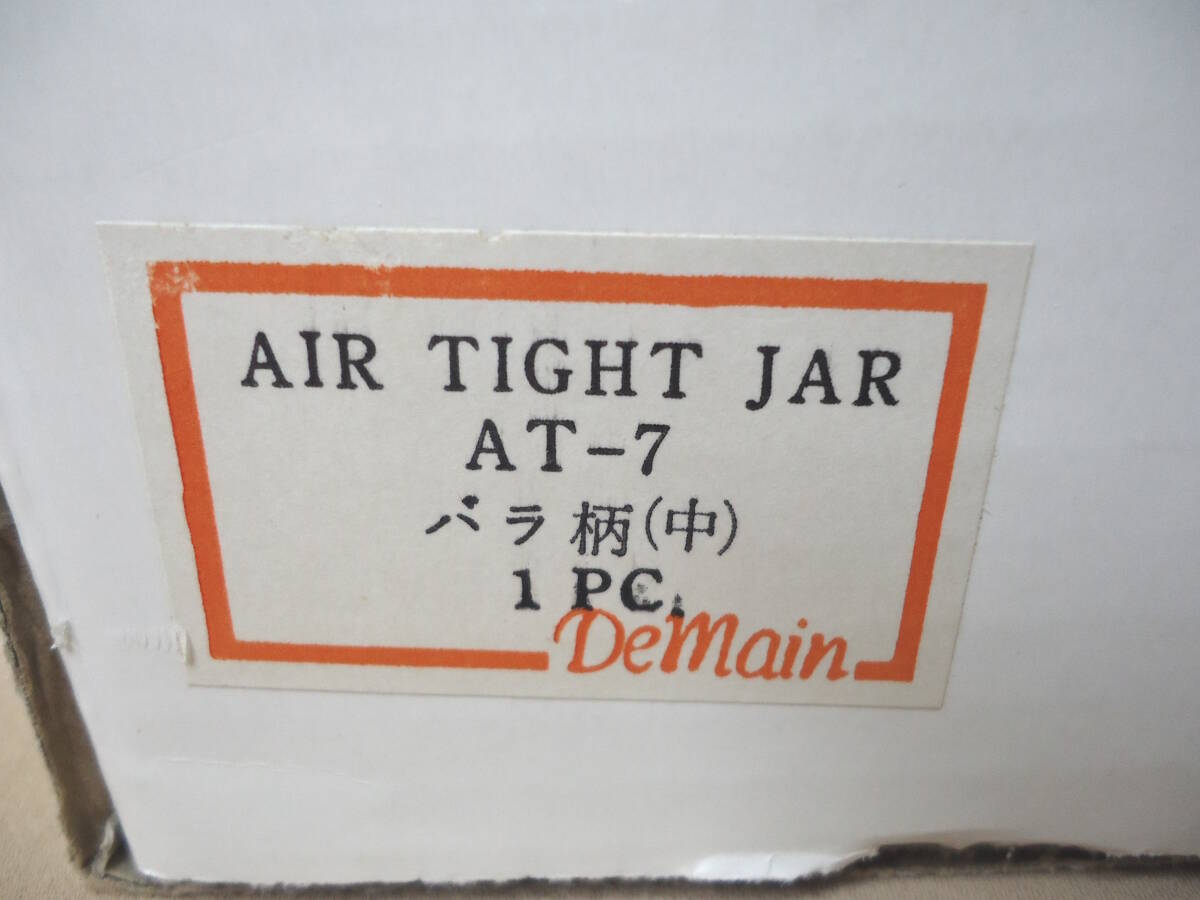 AIR TIGHT JAR
AT-7
バラ柄(中)
1 PC.
DeMain